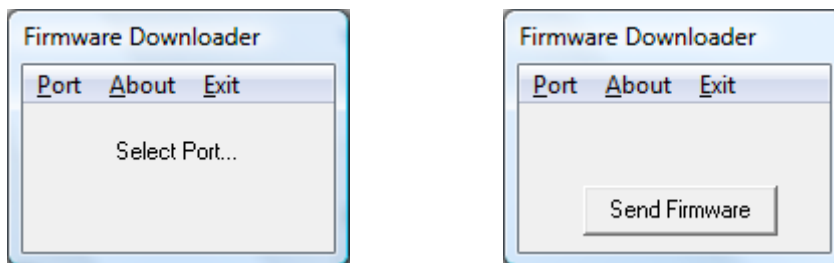 Firmware Downloader
Port About Exit
Select Port...
Firmware Downloader
Port About Exit
Send Firmware